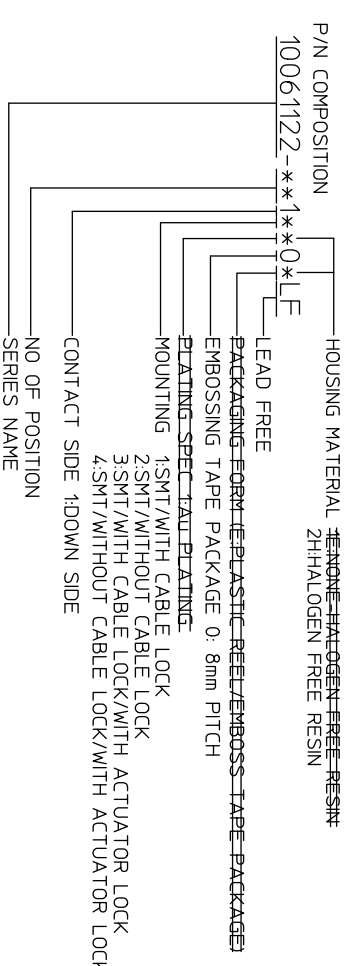 P/N COMPOSITION
10061122-**1**0*LF
HOUSING MATERIAL 1E:NONE-HALOGEN FREE RESIN
2H:HALOGEN FREE RESIN
LEAD FREE
PACKAGING FORM (E:PLASTIC REEL/EMBOSS TAPE PACKAGE)
EMBOSSING TAPE PACKAGE 0: 8mm PITCH
PLATING SPEC 1:Au PLATING
MOUNTING 1:SMT/WITH CABLE LOCK
2:SMT/WITHOUT CABLE LOCK
3:SMT/WITH CABLE LOCK/WITH ACTUATOR LOCK
4:SMT/WITHOUT CABLE LOCK/WITH ACTUATOR LOCK
CONTACT SIDE 1:DOWN SIDE
NO OF POSITION
SERIES NAME